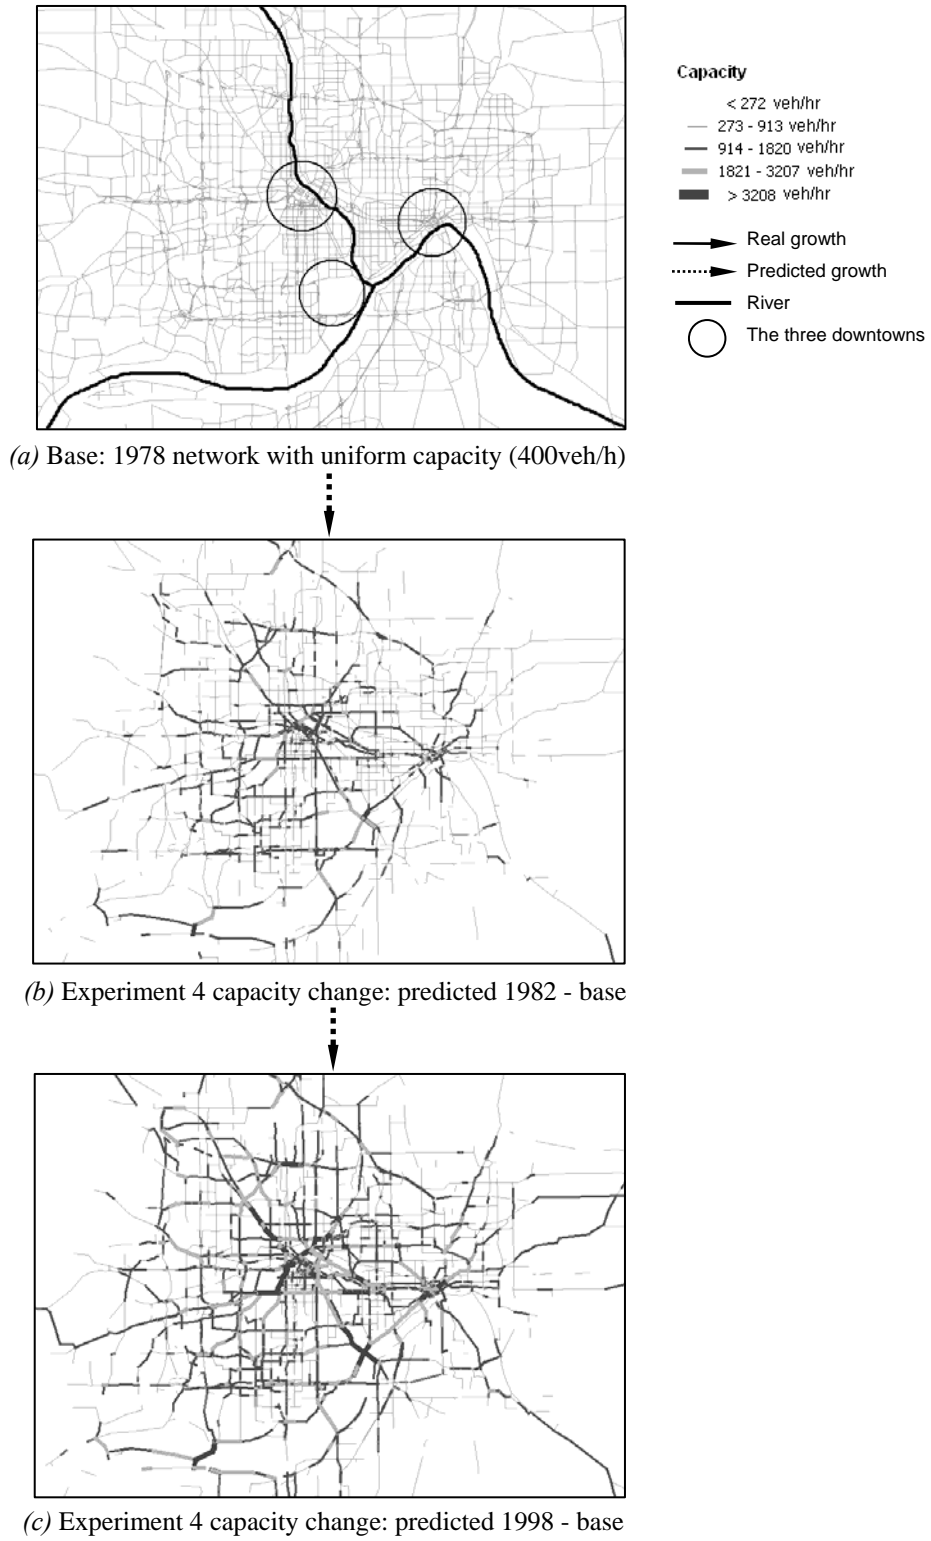 Capacity
< 272 veh/hr
273 - 913 veh/hr
914 - 1820 veh/hr
1821 - 3207 veh/hr
> 3208 veh/hr
Real growth
Predicted growth
River
The three downtowns
(a) Base: 1978 network with uniform capacity (400veh/h)
(b) Experiment 4 capacity change: predicted 1982 - base
(c) Experiment 4 capacity change: predicted 1998 - base